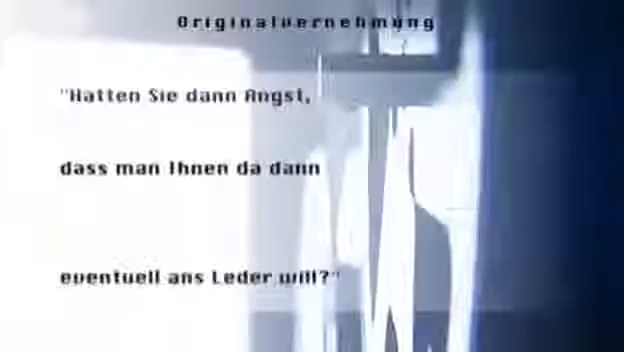 Originalvernehmung
"Hatten Sie dann Angst,
dass man Ihnen da dann
eventuell ans Leder will?"